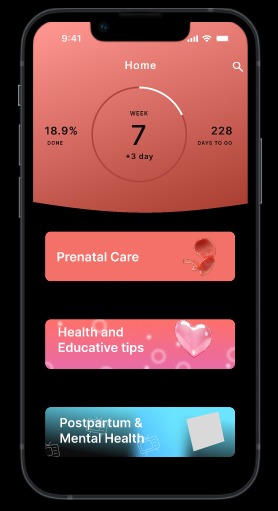 9:41
Home
WEEK
7
+3 day
18.9%
DONE
228
DAYS TO GO
Prenatal Care
Health and
Educative tips
Postpartum &
Mental Health